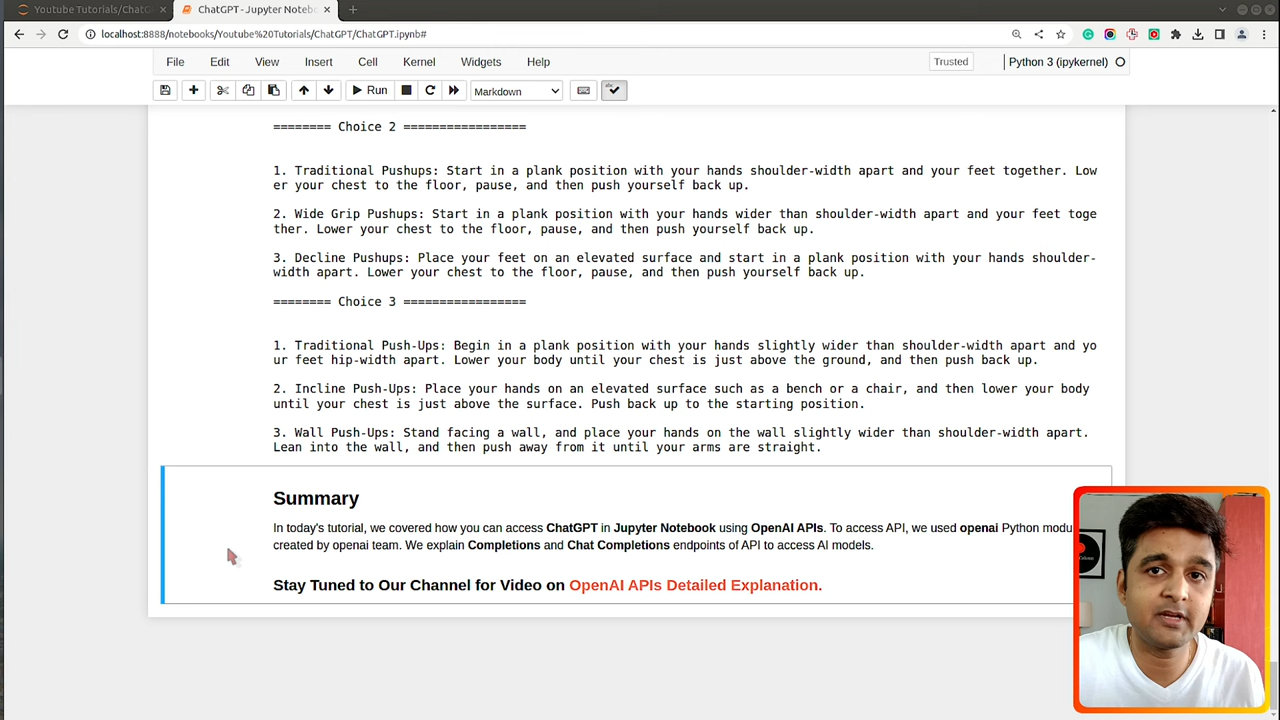 Youtube Tutorials/ChatG
ChatGPT - Jupyter Noteb
localhost:8888/notebooks/Youtube%20Tutorials/ChatGPT/ChatGPT.ipynb#
File Edit View Insert Cell Kernel Widgets Help Trusted Python 3 (ipykernel)
Run Markdown
======== Choice 2 =================
1. Traditional Pushups: Start in a plank position with your hands shoulder-width apart and your feet together. Low
er your chest to the floor, pause, and then push yourself back up.
2. Wide Grip Pushups: Start in a plank position with your hands wider than shoulder-width apart and your feet toge
ther. Lower your chest to the floor, pause, and then push yourself back up.
3. Decline Pushups: Place your feet on an elevated surface and start in a plank position with your hands shoulder-
width apart. Lower your chest to the floor, pause, and then push yourself back up.
======== Choice 3 =================
1. Traditional Push-Ups: Begin in a plank position with your hands slightly wider than shoulder-width apart and yo
ur feet hip-width apart. Lower your body until your chest is just above the ground, and then push back up.
2. Incline Push-Ups: Place your hands on an elevated surface such as a bench or a chair, and then lower your body
until your chest is just above the surface. Push back up to the starting position.
3. Wall Push-Ups: Stand facing a wall, and place your hands on the wall slightly wider than shoulder-width apart.
Lean into the wall, and then push away from it until your arms are straight.
Summary
In today's tutorial, we covered how you can access ChatGPT in Jupyter Notebook using OpenAI APIs. To access API, we used openai Python modu
created by openai team. We explain Completions and Chat Completions endpoints of API to access AI models.
Stay Tuned to Our Channel for Video on OpenAI APIs Detailed Explanation.